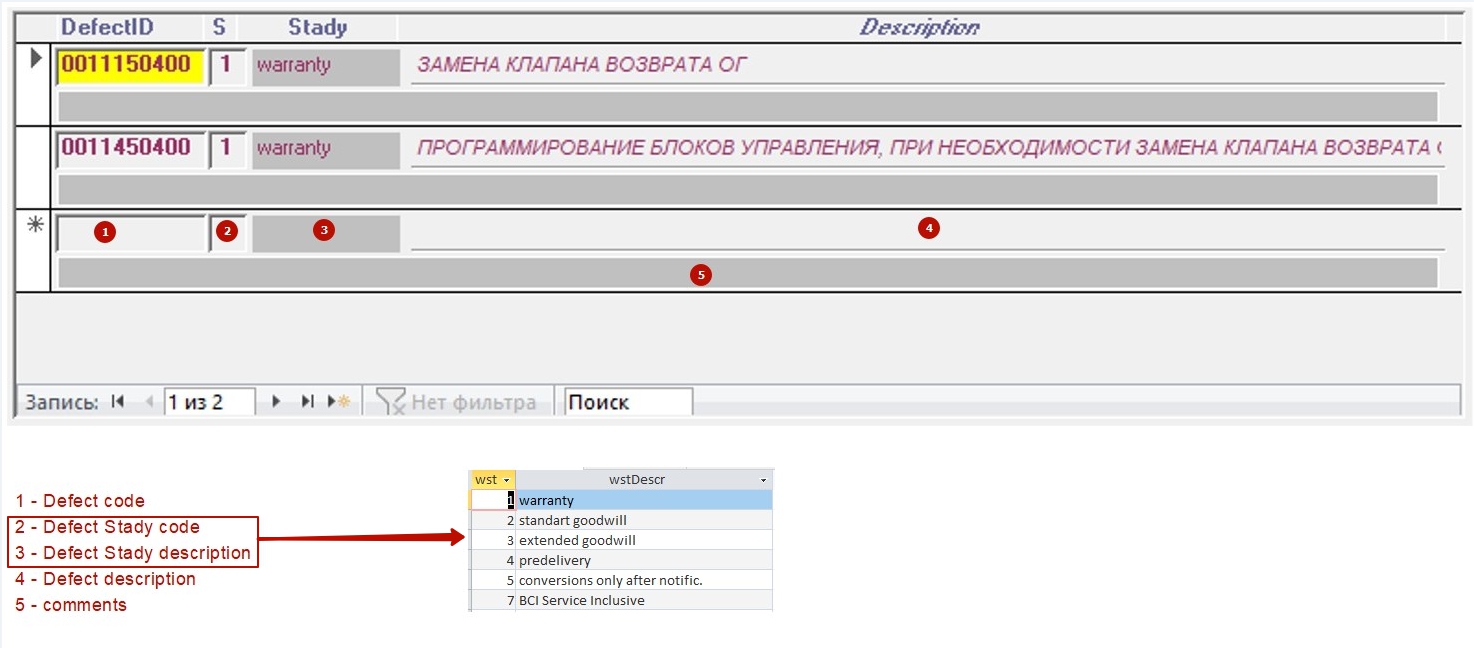 DefectID S Stady Description
0011150400 1 warranty ЗАМЕНА КЛАПАНА ВОЗВРАТА ОГ
0011450400 1 warranty ПРОГРАММИРОВАНИЕ БЛОКОВ УПРАВЛЕНИЯ, ПРИ НЕОБХОДИМОСТИ ЗАМЕНА КЛАПАНА ВОЗВРАТА
1 2 3 4
5
Запись: 1 из 2 Нет фильтра Поиск
wst wstDescr
1 warranty
2 standart goodwill
3 extended goodwill
4 predelivery
5 conversions only after notific.
7 BCI Service Inclusive
1 - Defect code
2 - Defect Stady code
3 - Defect Stady description
4 - Defect description
5 - comments